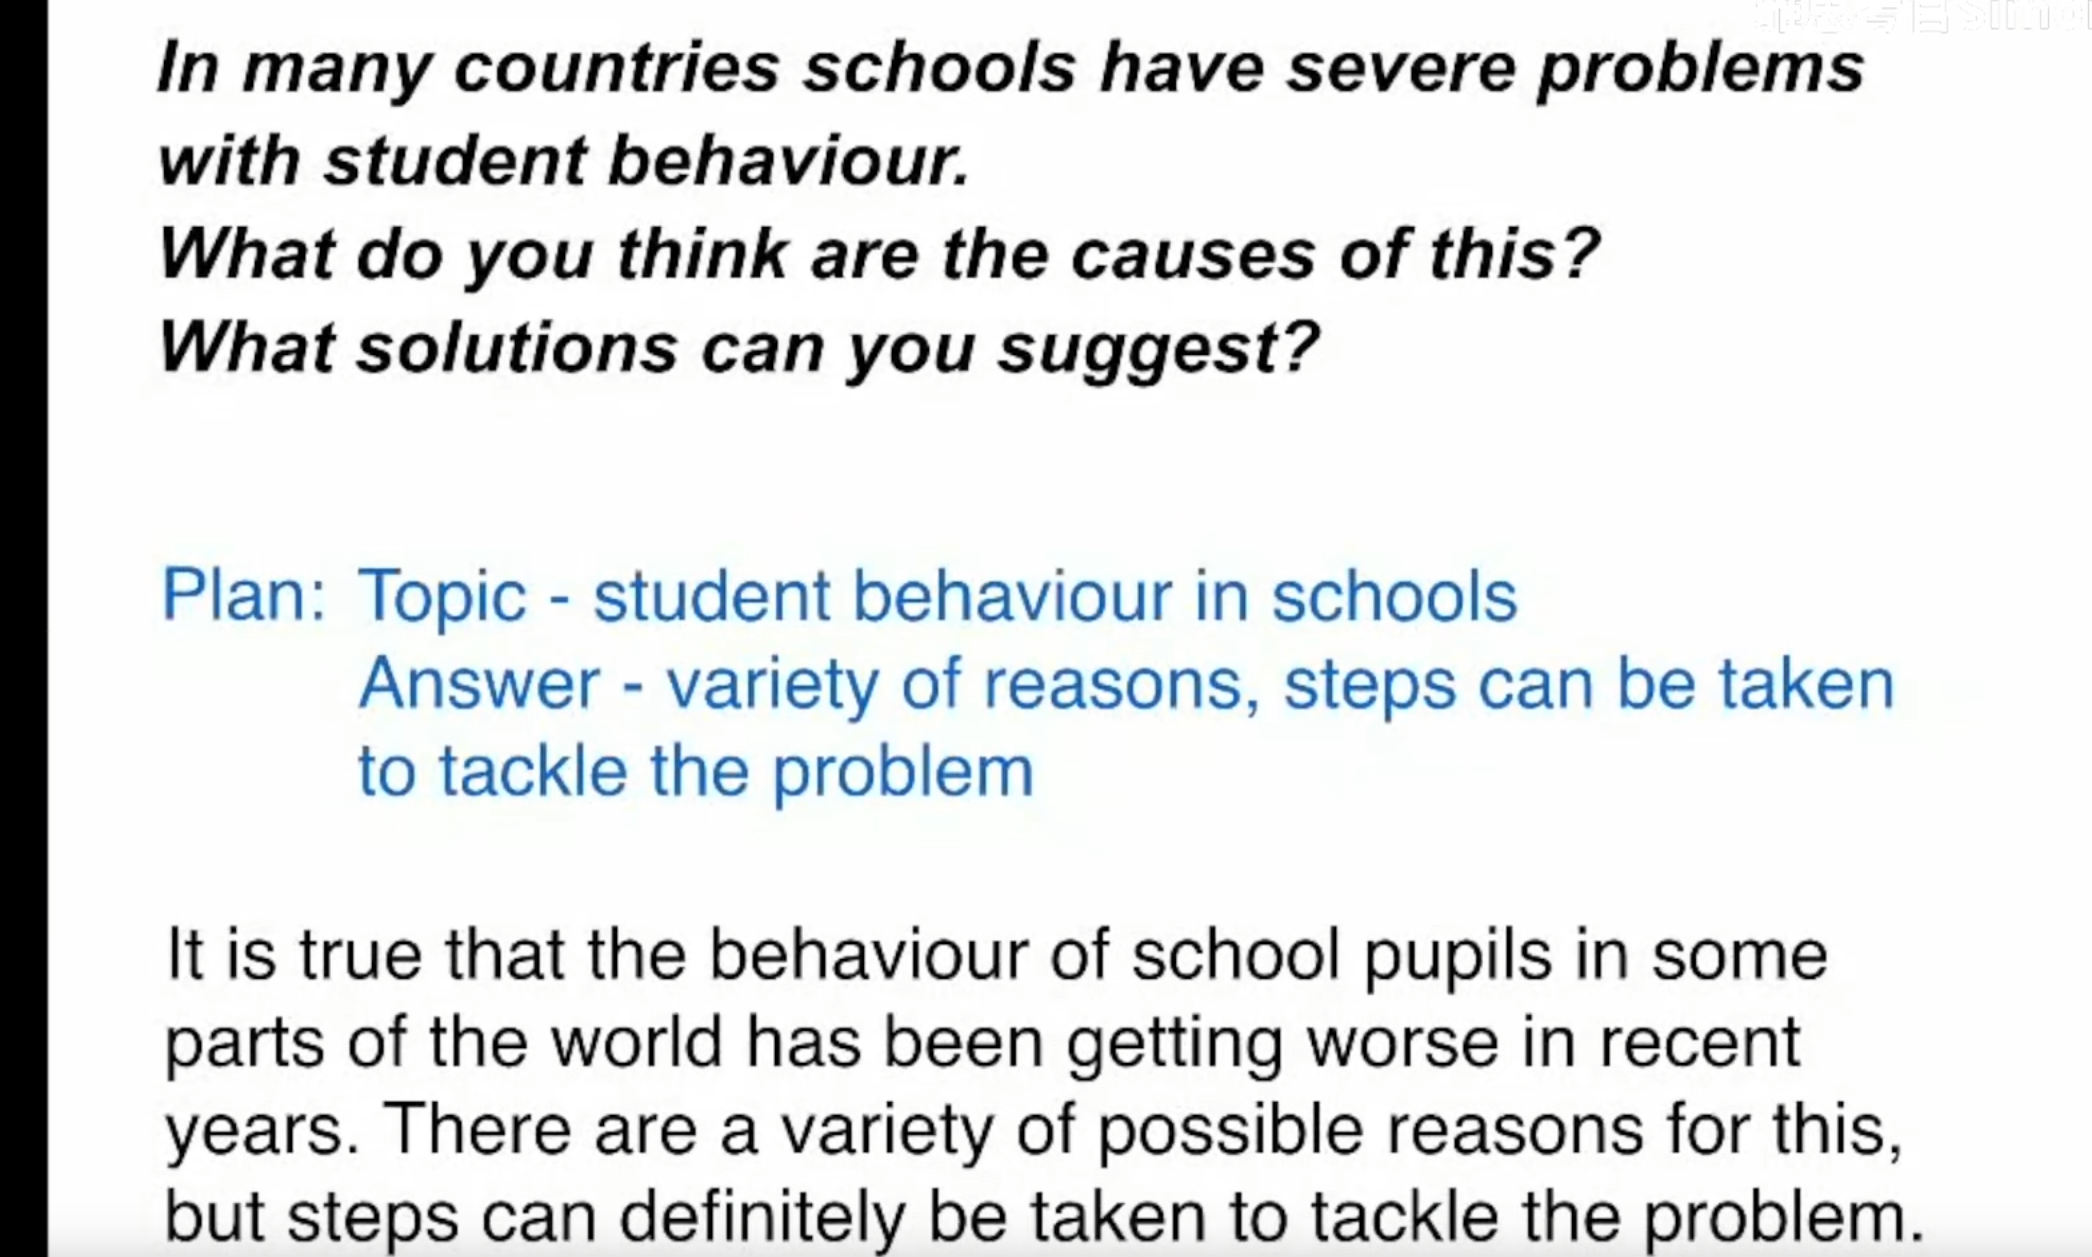 In many countries schools have severe problems
with student behaviour.
What do you think are the causes of this?
What solutions can you suggest?
Plan: Topic - student behaviour in schools
Answer - variety of reasons, steps can be taken
to tackle the problem
It is true that the behaviour of school pupils in some
parts of the world has been getting worse in recent
years. There are a variety of possible reasons for this,
but steps can definitely be taken to tackle the problem.